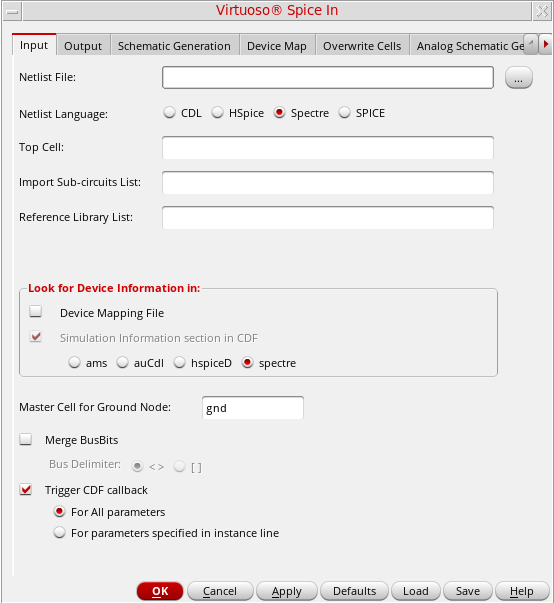 Virtuoso® Spice In
Input Output Schematic Generation Device Map Overwrite Cells Analog Schematic Ge
Netlist File: ...
Netlist Language: CDL HSpice Spectre SPICE
Top Cell:
Import Sub-circuits List:
Reference Library List:
Look for Device Information in:
Device Mapping File
Simulation Information section in CDF
ams auCdl hspiceD spectre
Master Cell for Ground Node: gnd
Merge BusBits
Bus Delimiter: <> [ ]
Trigger CDF callback
For All parameters
For parameters specified in instance line
OK Cancel Apply Defaults Load Save Help